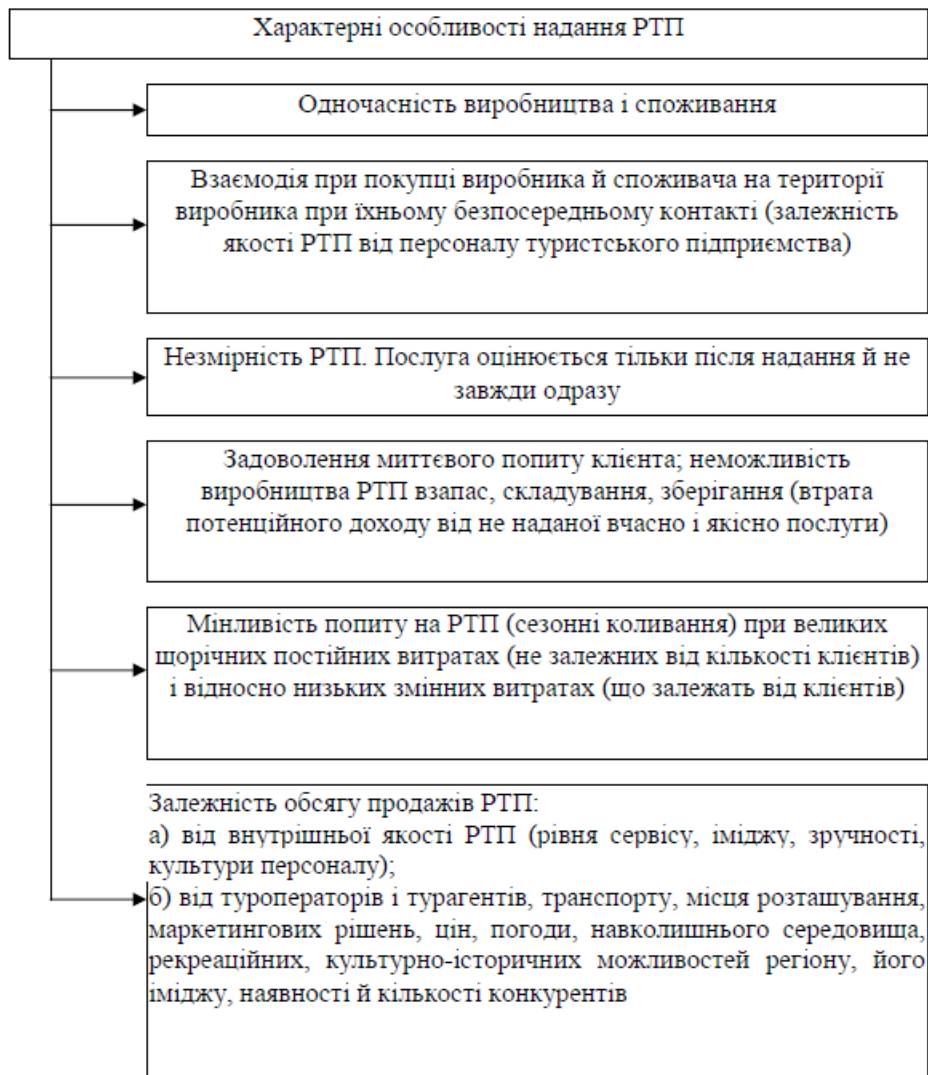 Характерні особливості надання РТП
Одночасність виробництва і споживання
Взаємодія при покупці виробника й споживача на території
виробника при їхньому безпосередньому контакті (залежність
якості РТП від персоналу туристського підприємства)
Незмірність РТП. Послуга оцінюється тільки після надання й не
завжди одразу
Задоволення миттєвого попиту клієнта; неможливість
виробництва РТП взапас, складування, зберігання (втрата
потенційного доходу від не наданої вчасно і якісно послуги)
Мінливість попиту на РТП (сезонні коливання) при великих
щорічних постійних витратах (не залежних від кількості клієнтів)
і відносно низьких змінних витратах (що залежать від клієнтів)
Залежність обсягу продажів РТП:
а) від внутрішньої якості РТП (рівня сервісу, іміджу, зручності,
культури персоналу);
б) від туроператорів і турагентів, транспорту, місця розташування,
маркетингових рішень, цін, погоди, навколишнього середовища,
рекреаційних, культурно-історичних можливостей регіону, його
іміджу, наявності й кількості конкурентів